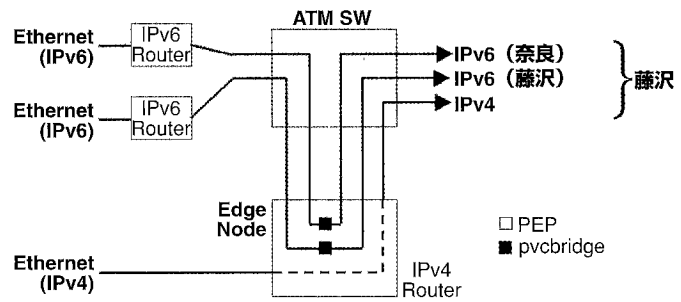 ATM SW
Ethernet
(IPv6)
IPv6
Router
Ethernet
(IPv6)
IPv6
Router
IPv6（奈良）
IPv6（藤沢）
IPv4
藤沢
Edge
Node
Ethernet
(IPv4)
IPv4
Router
□ PEP
■ pvcbridge